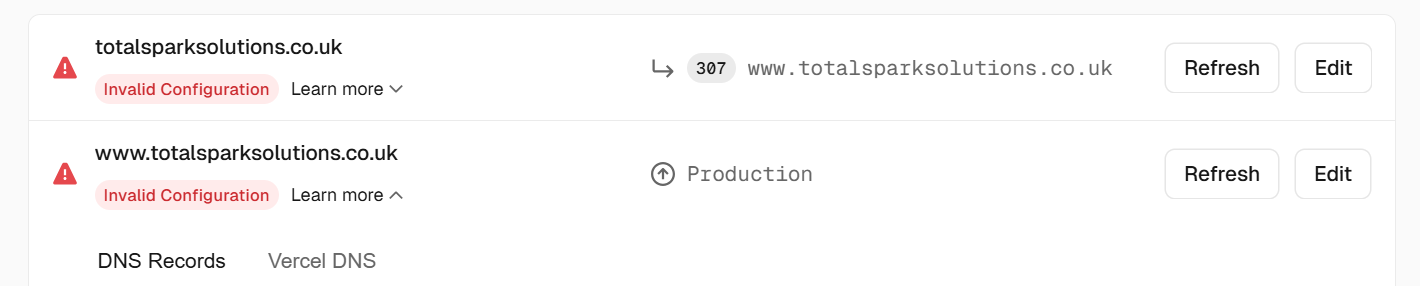 totalsparksolutions.co.uk
Invalid Configuration Learn more
307 www.totalsparksolutions.co.uk
Refresh Edit
www.totalsparksolutions.co.uk
Invalid Configuration Learn more
Production
Refresh Edit
DNS Records Vercel DNS